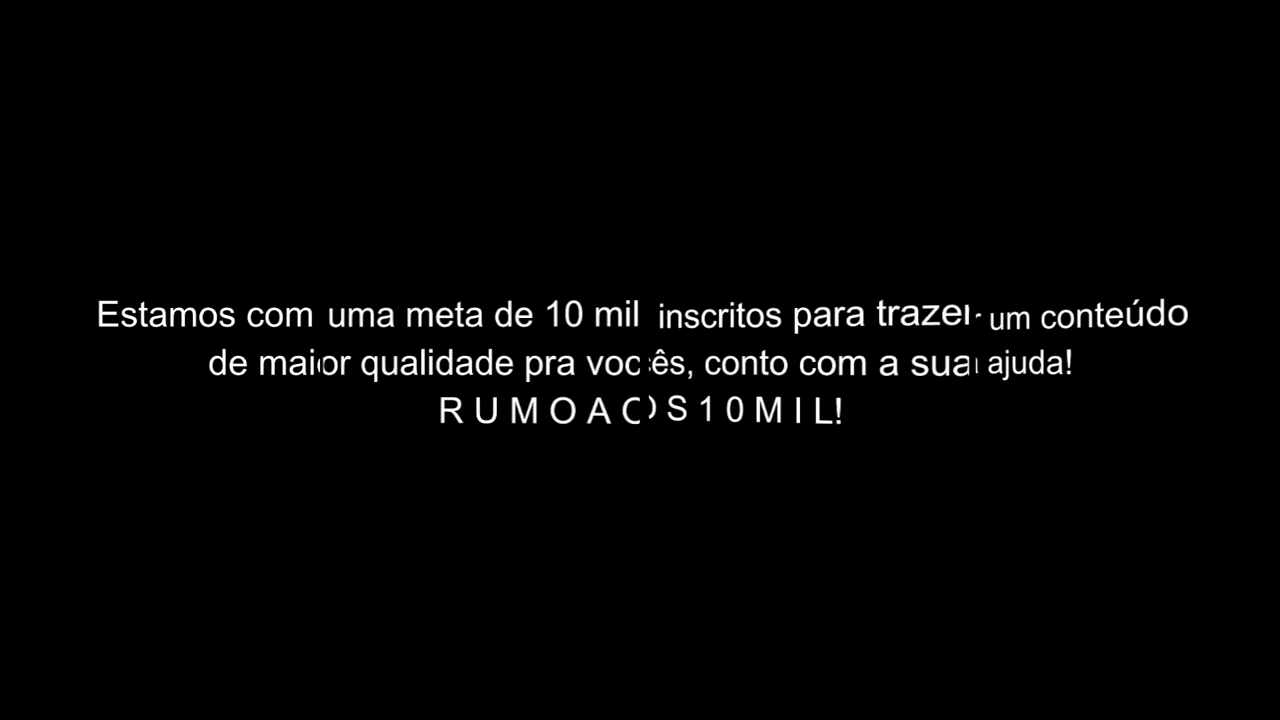 Estamos com uma meta de 10 mil inscritos para trazer um conteúdo
de maior qualidade pra vocês, conto com a sua ajuda!
R U M O A O S 1 0 M I L!